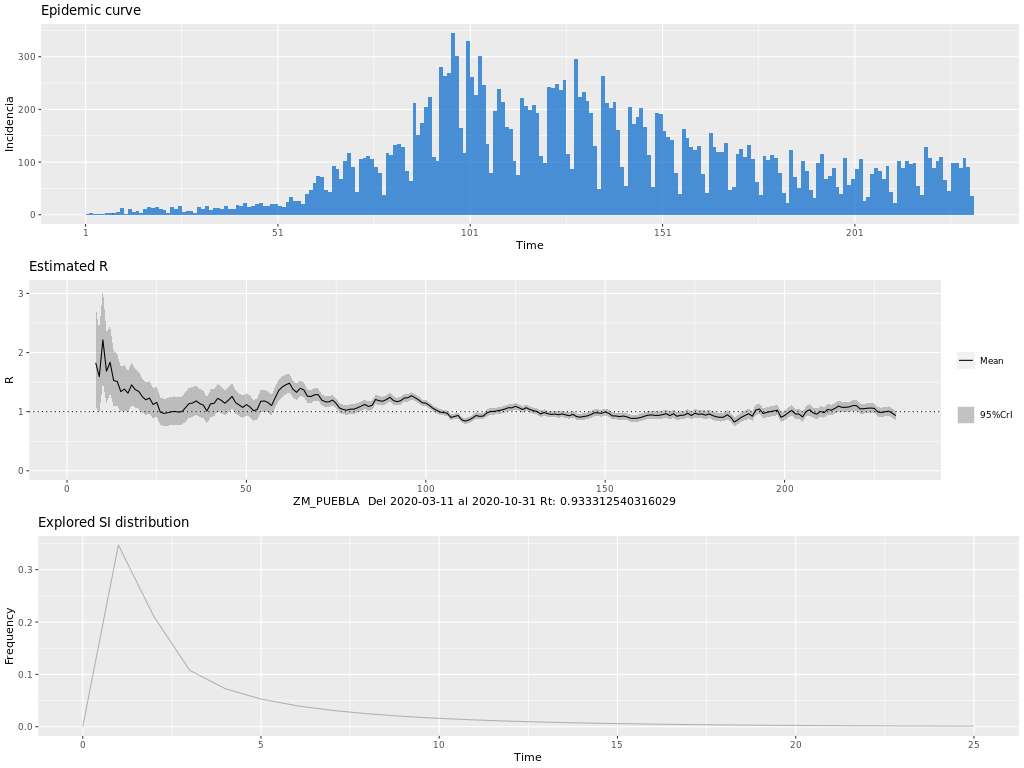 Epidemic curve
Incidencia
300
200
100
0
1
51
101
151
201
Time
Estimated R
R
3
2
1
0
Mean
95%CrI
0
50
100
150
200
ZM_PUEBLA Del 2020-03-11 al 2020-10-31 Rt: 0.933312540316029
Explored SI distribution
Frequency
0.3
0.2
0.1
0.0
0
5
10
15
20
25
Time